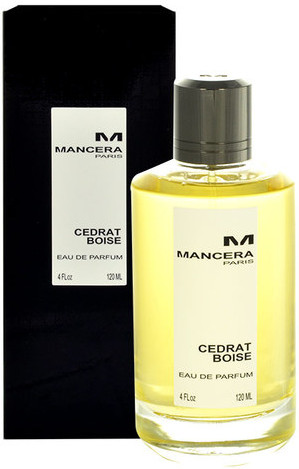 M
MANCERA
PARIS
CEDRAT
BOISE
EAU DE PARFUM
4 FLoz 120 ML
M
MANCERA
PARIS
CEDRAT
BOISE
EAU DE PARFUM
4 FLoz 120 ML